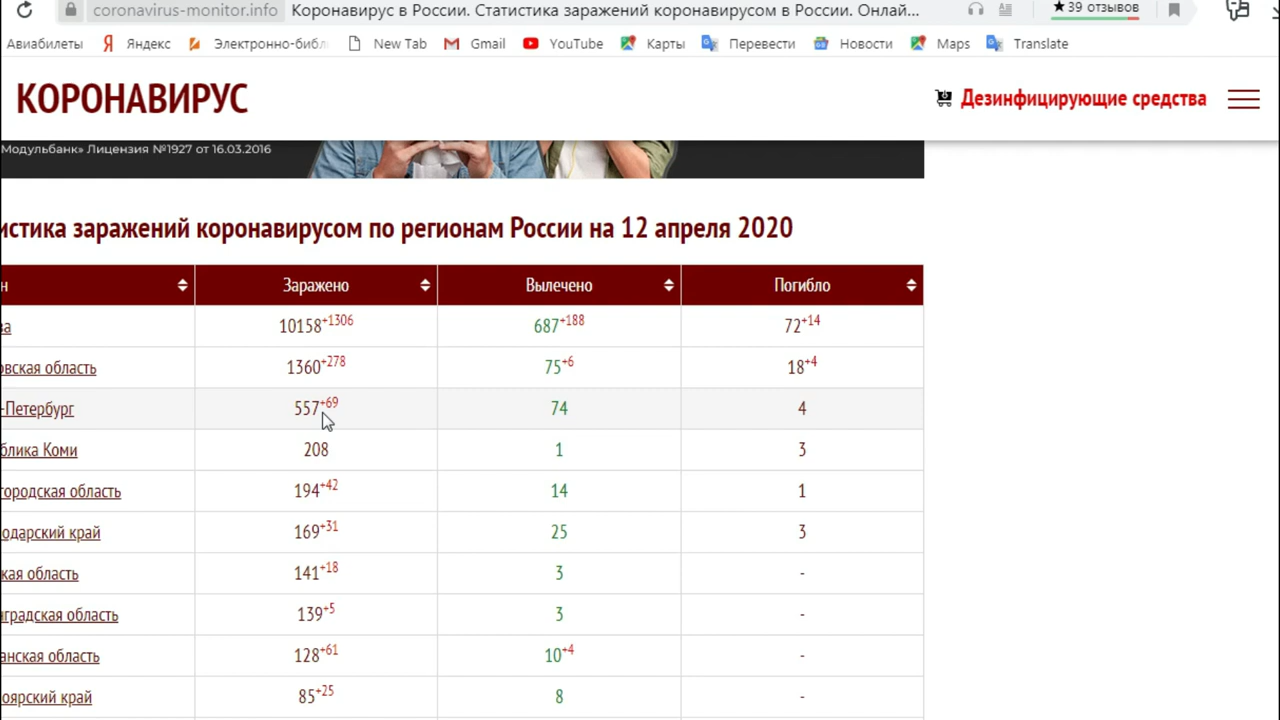 coronavirus-monitor.info Коронавирус в России. Статистика заражений коронавирусом в России. Онлай... ★39 отзывов
Авиабилеты Яндекс Электронно-библ New Tab Gmail YouTube Карты Перевести Новости Maps Translate
КОРОНАВИРУС Дезинфицирующие средства
Модульбанк» Лицензия №1927 от 16.03.2016
истика заражений коронавирусом по регионам России на 12 апреля 2020
н Заражено Вылечено Погибло
ва 10158+1306 687+188 72+14
овская область 1360+278 75+6 18+4
-Петербург 557+69 74 4
блика Коми 208 1 3
городская область 194+42 14 1
одарский край 169+31 25 3
кая область 141+18 3 -
нградская область 139+5 3 -
анская область 128+61 10+4 -
оярский край 85+25 8 -